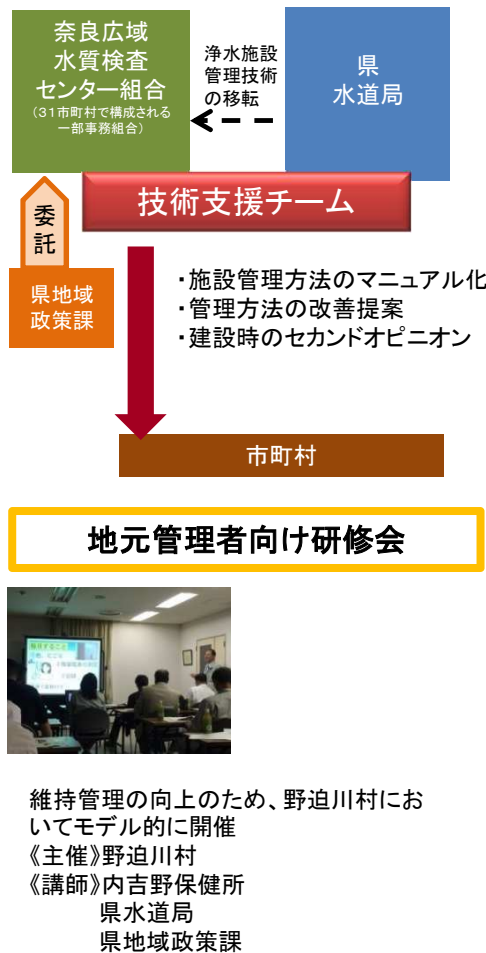 奈良広域
水質検査
センター組合
（３１市町村で構成される
一部事務組合）
浄水施設
管理技術
の移転
県
水道局
技術支援チーム
委
託
県地域
政策課
・施設管理方法のマニュアル化
・管理方法の改善提案
・建設時のセカンドオピニオン
市町村
地元管理者向け研修会
維持管理の向上のため、野迫川村にお
いてモデル的に開催
《主催》野迫川村
《講師》内吉野保健所
県水道局
県地域政策課